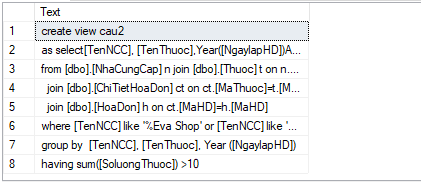 Text
1 create view cau2
2 as select[TenNCC], [TenThuoc],Year([NgaylapHD])A...
3 from [dbo].[NhaCungCap] n join [dbo].[Thuoc] t on n....
4 join [dbo].[ChiTietHoaDon] ct on ct.[MaThuoc]=t.[M...
5 join [dbo].[HoaDon] h on ct.[MaHD]=h.[MaHD]
6 where [TenNCC] like '%Eva Shop' or [TenNCC] like '...
7 group by [TenNCC], [TenThuoc], Year ([NgaylapHD])
8 having sum([SoluongThuoc]) >10